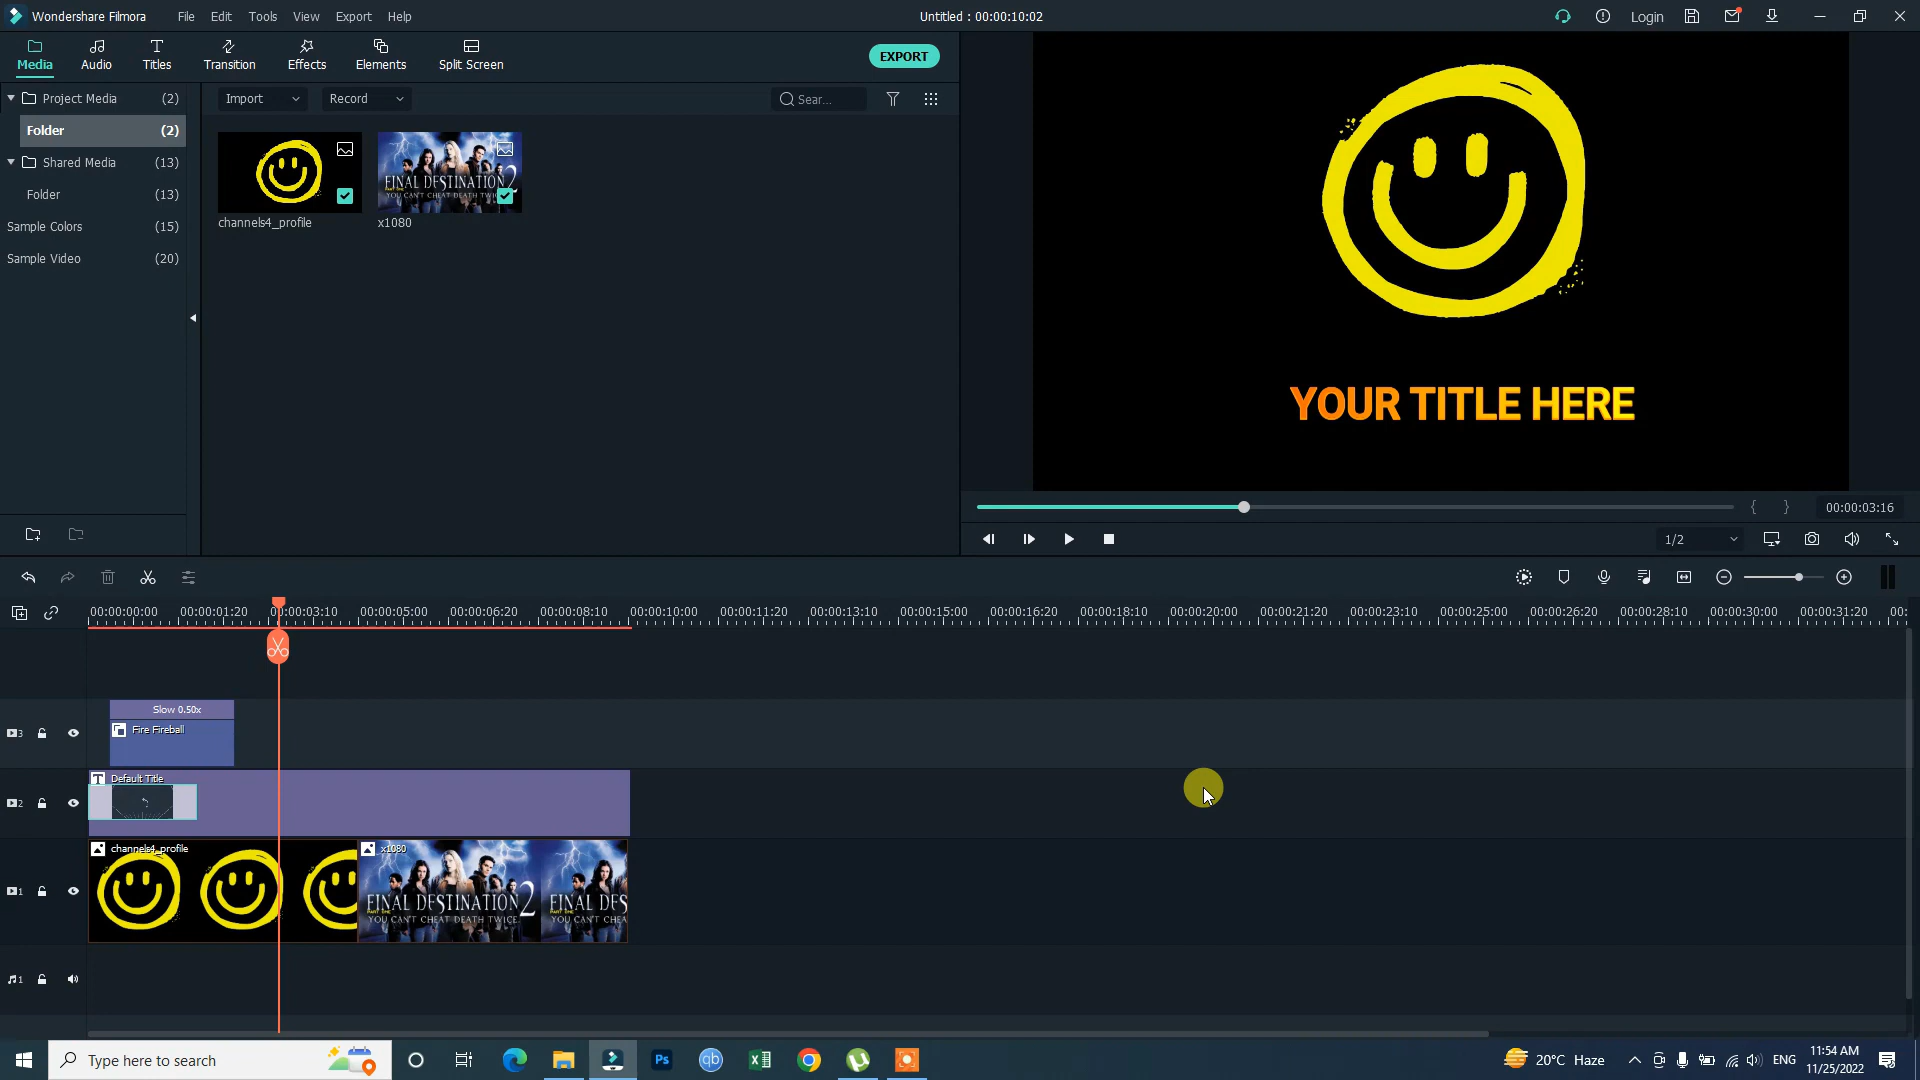 Wondershare Filmora
File
Edit
Tools
View
Export
Help
Untitled : 00:00:10:02
Login
Media
Audio
Titles
Transition
Effects
Elements
Split Screen
EXPORT
Project Media (2)
Folder (2)
Shared Media (13)
Folder (13)
Sample Colors (15)
Sample Video (20)
Import
Record
Sear...
FINAL DESTINATION 2
YOU CAN'T CHEAT DEATH TWICE
channels4_profile
x1080
YOUR TITLE HERE
{ }
00:00:03:16
1/2
00:00:00:00
00:00:01:20
00:00:03:10
00:00:05:00
00:00:06:20
00:00:08:10
00:00:10:00
00:00:11:20
00:00:13:10
00:00:15:00
00:00:16:20
00:00:18:10
00:00:20:00
00:00:21:20
00:00:23:10
00:00:25:00
00:00:26:20
00:00:28:10
00:00:30:00
00:00:31:20
00:
Slow 0.50x
3
Fire Fireball
2
Default Title
1
channels4_profile
x1080
FINAL DESTINATION 2
YOU CAN'T CHEAT DEATH TWICE
FINAL DES
YOU CAN'T CHEA
1
Type here to search
Ps
qb
20°C Haze
ENG
11:54 AM
11/25/2022